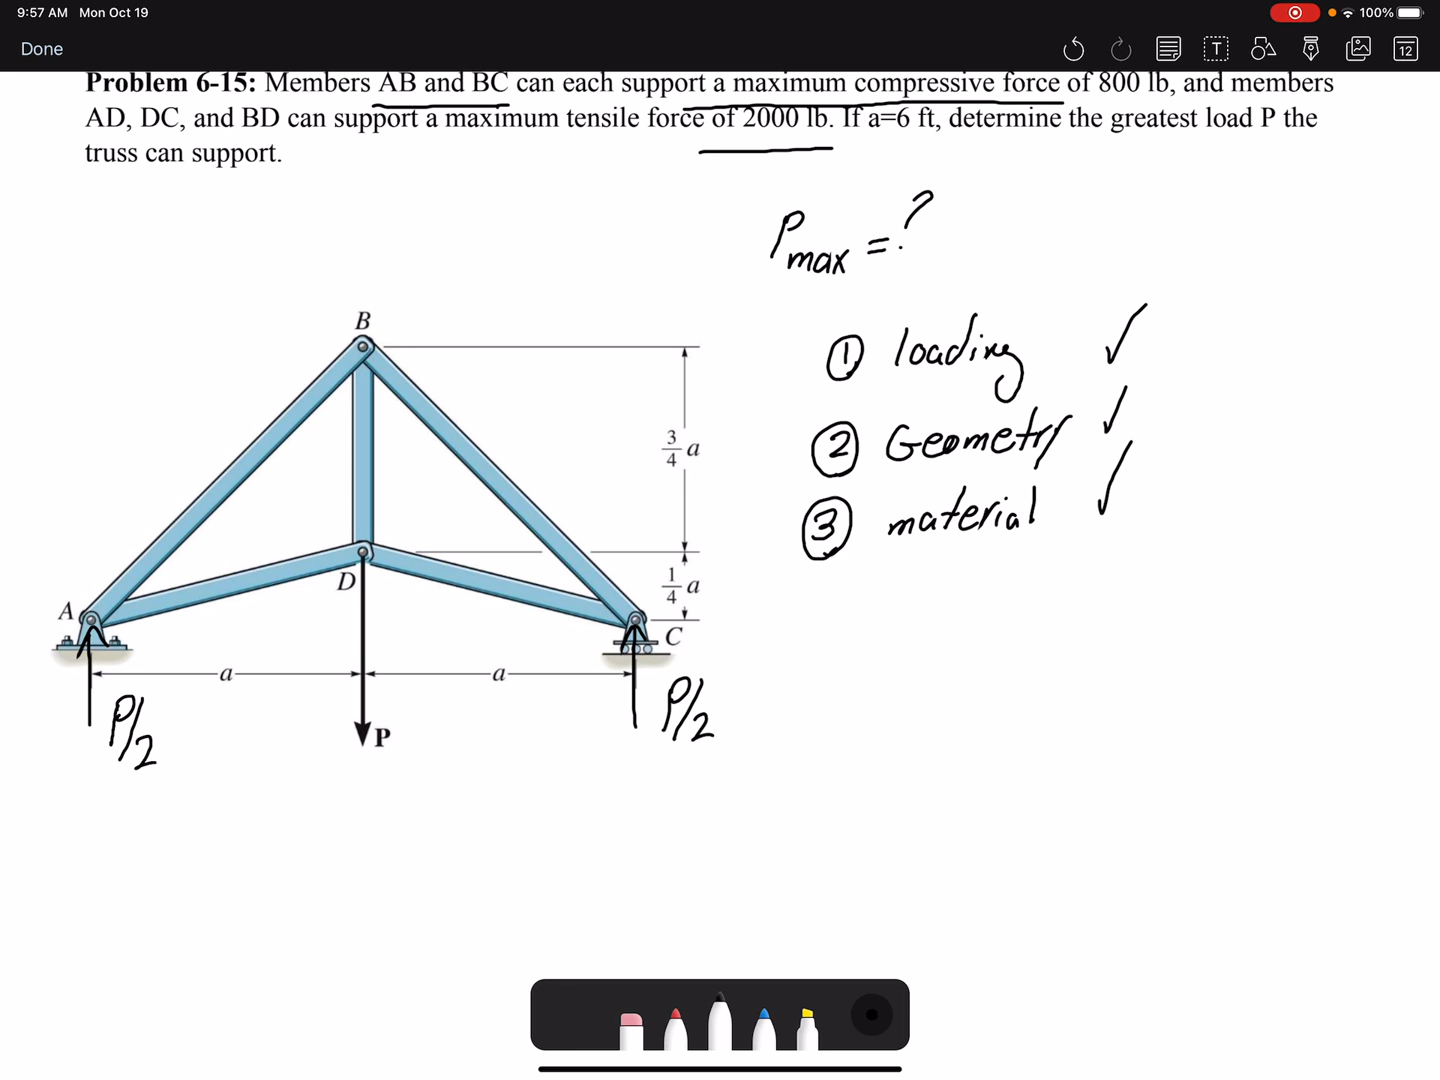 9:57 AM Mon Oct 19
100%
Done
T
12
Problem 6-15: Members AB and BC can each support a maximum compressive force of 800 lb, and members
AD, DC, and BD can support a maximum tensile force of 2000 lb. If a=6 ft, determine the greatest load P the
truss can support.
Pmax = ?
B
① loading ✓
3/4 a
② Geometry ✓
③ material ✓
D
1/4 a
A
C
a
a
P/2
P
P/2